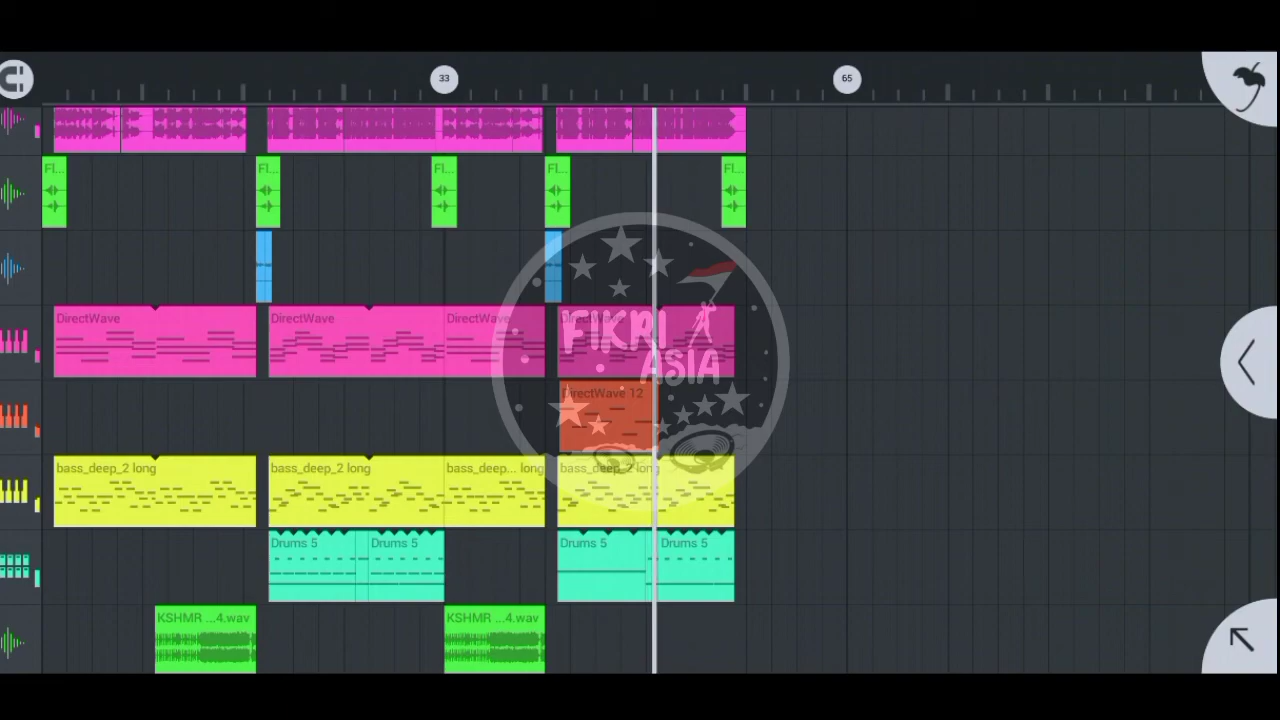 33
65
Fl...
Fl...
Fl...
Fl...
Fl...
DirectWave
DirectWave
DirectWave
DirectWave
FIKRI
ASIA
DirectWave 12
bass_deep_2 long
bass_deep_2 long
bass_deep... long
bass_deep_2 long
Drums 5
Drums 5
Drums 5
Drums 5
KSHMR ...4.wav
KSHMR ...4.wav